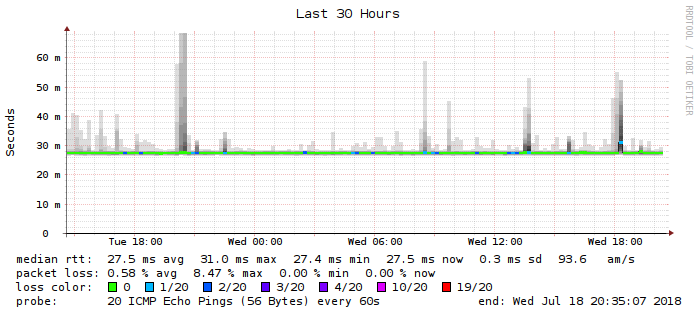 Last 30 Hours
RRDTOOL / TOBI OETIKER
Seconds
60 m
50 m
40 m
30 m
20 m
10 m
0
Tue 18:00 Wed 00:00 Wed 06:00 Wed 12:00 Wed 18:00
median rtt: 27.5 ms avg 31.0 ms max 27.4 ms min 27.5 ms now 0.3 ms sd 93.6 am/s
packet loss: 0.58 % avg 8.47 % max 0.00 % min 0.00 % now
loss color: 0 1/20 2/20 3/20 4/20 10/20 19/20
probe: 20 ICMP Echo Pings (56 Bytes) every 60s end: Wed Jul 18 20:35:07 2018